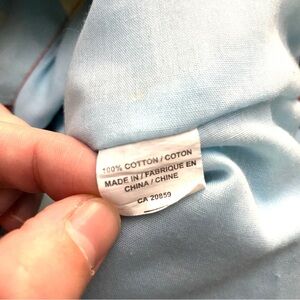 100% COTTON / COTON
MADE IN / FABRIQUE EN
CHINA / CHINE
CA 20859